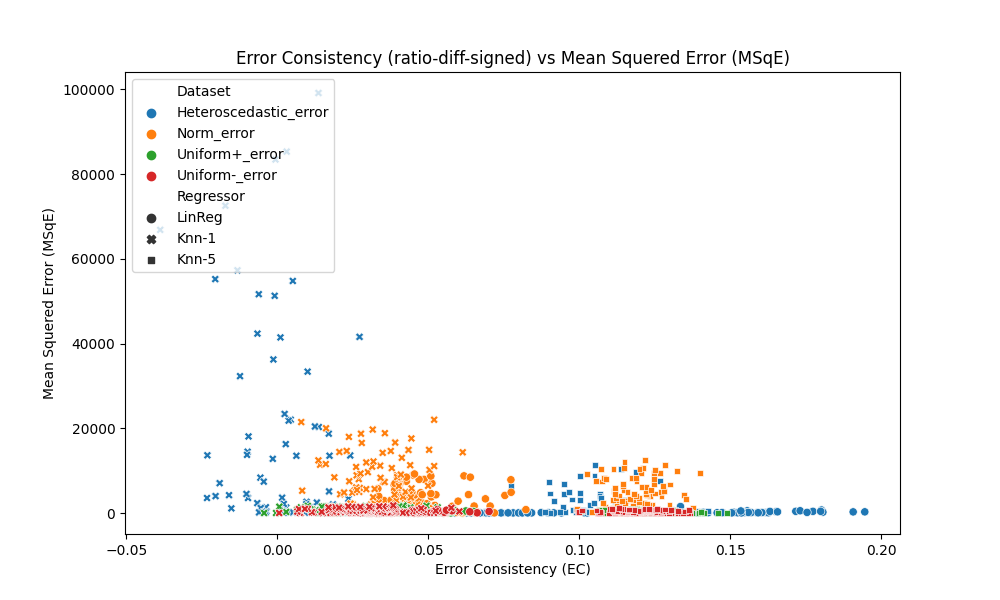 Error Consistency (ratio-diff-signed) vs Mean Squered Error (MSqE)
Mean Squered Error (MSqE)
100000
80000
60000
40000
20000
0
Dataset
Heteroscedastic_error
Norm_error
Uniform+_error
Uniform-_error
Regressor
LinReg
Knn-1
Knn-5
−0.05
0.00
0.05
0.10
0.15
0.20
Error Consistency (EC)